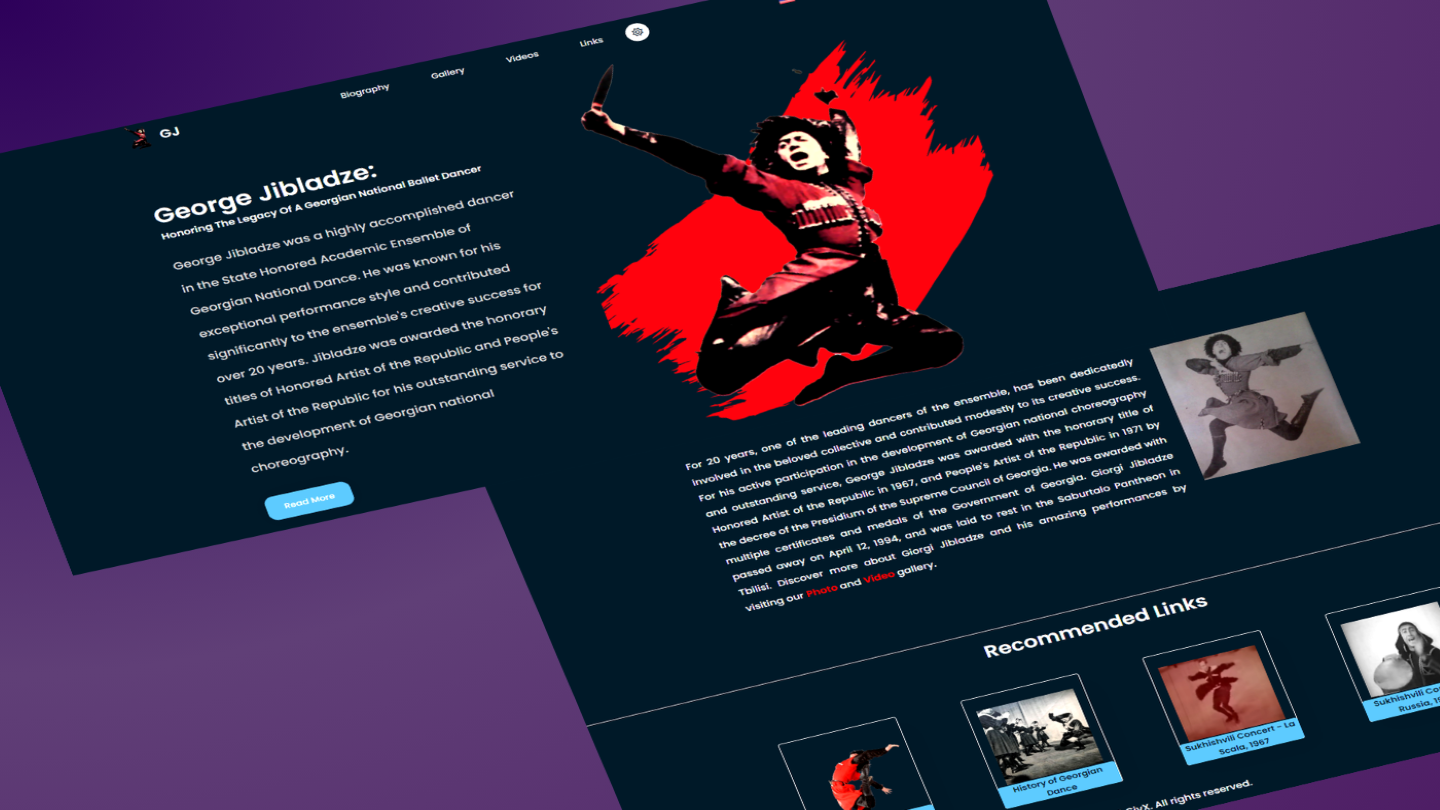 Biography
Gallery
Videos
Links
GJ
George Jibladze:
Honoring The Legacy Of A Georgian National Ballet Dancer
George Jibladze was a highly accomplished dancer
in the State Honored Academic Ensemble of
Georgian National Dance. He was known for his
exceptional performance style and contributed
significantly to the ensemble's creative success for
over 20 years. Jibladze was awarded the honorary
titles of Honored Artist of the Republic and People's
Artist of the Republic for his outstanding service to
the development of Georgian national
choreography.
Read More
For 20 years, one of the leading dancers of the ensemble, has been dedicatedly
involved in the beloved collective and contributed modestly to its creative success.
For his active participation in the development of Georgian national choreography
and outstanding service, George Jibladze was awarded with the honorary title of
Honored Artist of the Republic in 1967, and People's Artist of the Republic in 1971 by
the decree of the Presidium of the Supreme Council of Georgia. He was awarded with
multiple certificates and medals of the Government of Georgia. Giorgi Jibladze
passed away on April 12, 1994, and was laid to rest in the Saburtalo Pantheon in
Tbilisi. Discover more about Giorgi Jibladze and his amazing performances by
visiting our Photo and Video gallery.
Recommended Links
History of Georgian
Dance
Sukhishvili Concert - La
Scala, 1967
Sukhishvili
Russia,
All rights reserved.